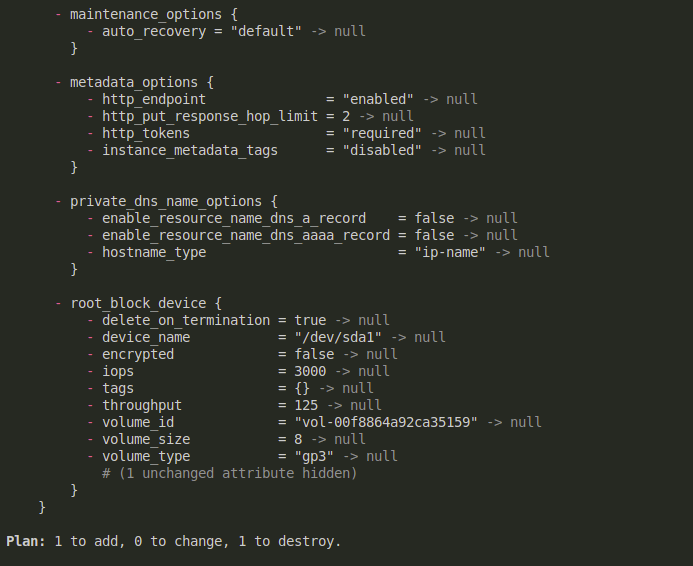 - maintenance_options {
- auto_recovery = "default" -> null
}
- metadata_options {
- http_endpoint = "enabled" -> null
- http_put_response_hop_limit = 2 -> null
- http_tokens = "required" -> null
- instance_metadata_tags = "disabled" -> null
}
- private_dns_name_options {
- enable_resource_name_dns_a_record = false -> null
- enable_resource_name_dns_aaaa_record = false -> null
- hostname_type = "ip-name" -> null
}
- root_block_device {
- delete_on_termination = true -> null
- device_name = "/dev/sda1" -> null
- encrypted = false -> null
- iops = 3000 -> null
- tags = {} -> null
- throughput = 125 -> null
- volume_id = "vol-00f8864a92ca35159" -> null
- volume_size = 8 -> null
- volume_type = "gp3" -> null
# (1 unchanged attribute hidden)
}
}
Plan: 1 to add, 0 to change, 1 to destroy.